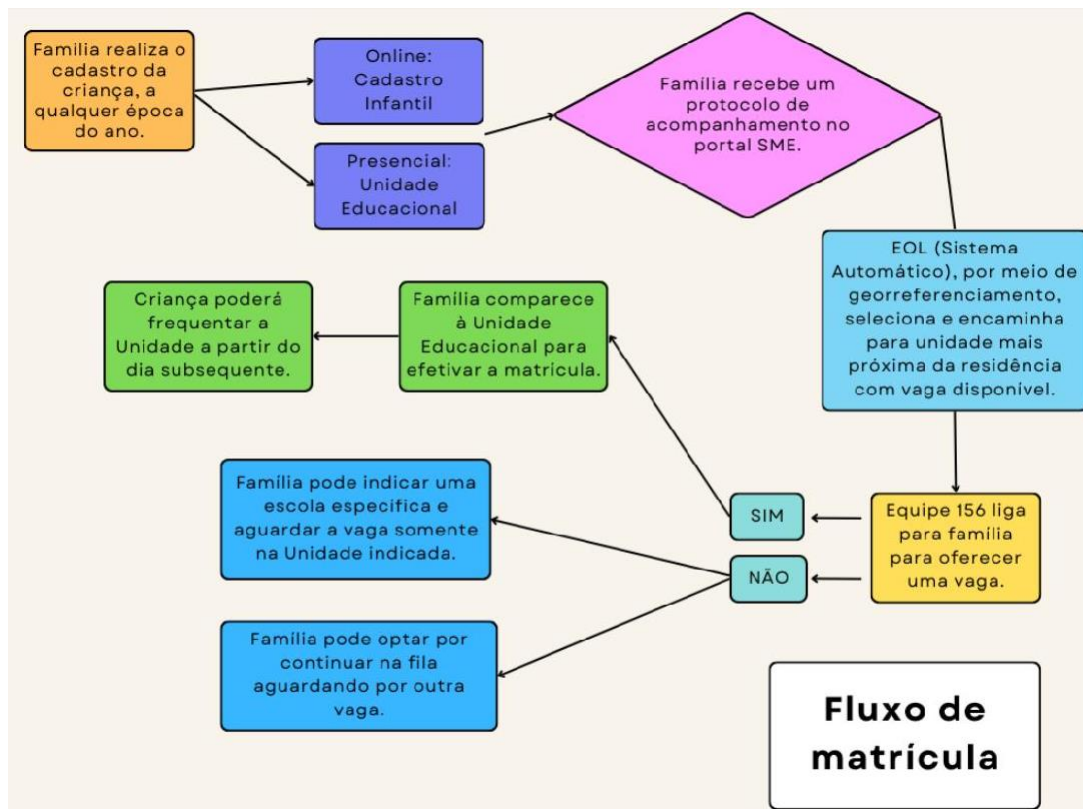 Familia realiza o
cadastro da
criança, a
qualquer época
do ano.
Online:
Cadastro
Infantil
Presencial:
Unidade
Educacional
Família recebe um
protocolo de
acompanhamento no
portal SME.
EOL (Sistema
Automático), por meio de
georreferenciamento,
seleciona e encaminha
para unidade mais
próxima da residência
com vaga disponível.
Equipe 156 liga
para família
para oferecer
uma vaga.
SIM
NÃO
Família comparece
à Unidade
Educacional para
efetivar a matrícula.
Criança poderá
frequentar a
Unidade a partir do
dia subsequente.
Família pode indicar uma
escola específica e
aguardar a vaga somente
na Unidade indicada.
Família pode optar por
continuar na fila
aguardando por outra
vaga.
Fluxo de
matrícula